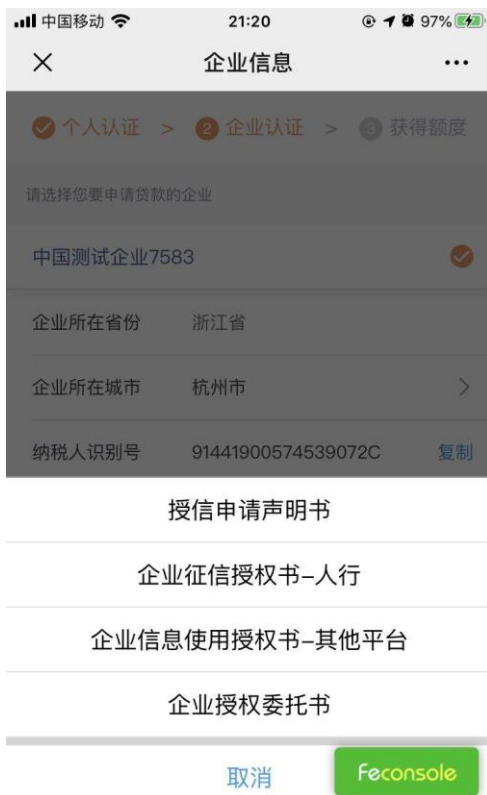 中国移动 21:20 97%
企业信息
个人认证 > 2 企业认证 > 3 获得额度
请选择您要申请贷款的企业
中国测试企业7583
企业所在省份 浙江省
企业所在城市 杭州市
纳税人识别号 91441900574539072C 复制
授信申请声明书
企业征信授权书–人行
企业信息使用授权书–其他平台
企业授权委托书
取消
Feconsole